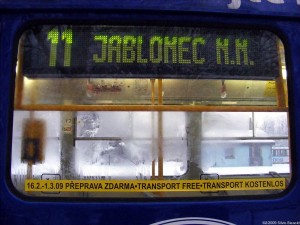 11 JABLONEC N.N.
16.2.-1.3.09 PŘEPRAVA ZDARMA•TRANSPORT FREE•TRANSPORT KOSTENLOS